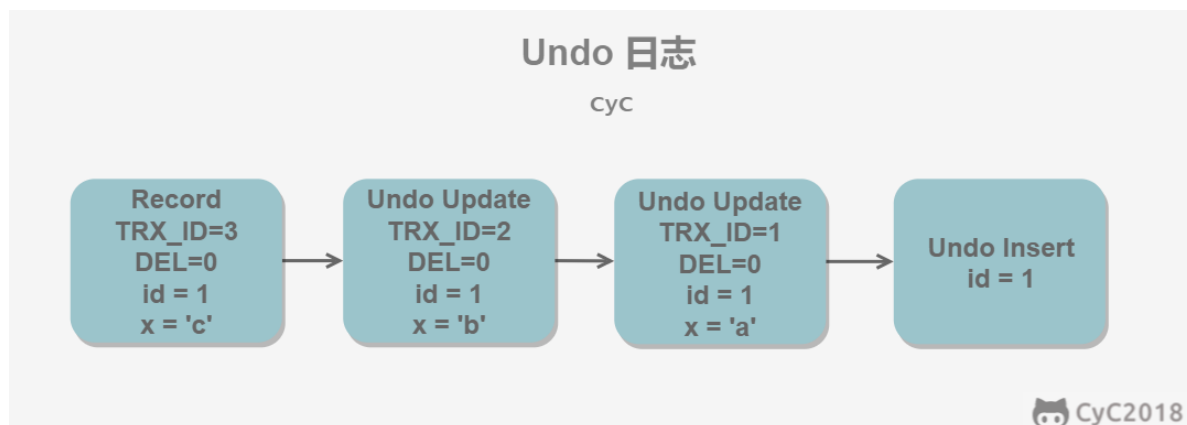 Undo 日志
CyC
Record
TRX_ID=3
DEL=0
id = 1
x = 'c'
Undo Update
TRX_ID=2
DEL=0
id = 1
x = 'b'
Undo Update
TRX_ID=1
DEL=0
id = 1
x = 'a'
Undo Insert
id = 1
CyC2018